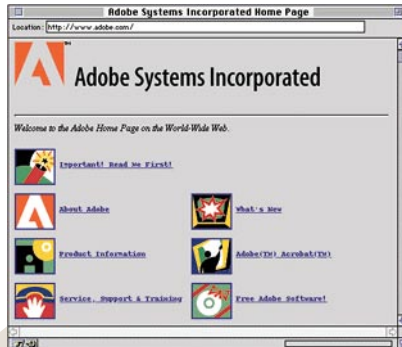 Adobe Systems Incorporated Home Page
Location: http://www.adobe.com/
TM
Adobe Systems Incorporated
Welcome to the Adobe Home Page on the World-Wide Web.
Important! Read Me First!
About Adobe
What's New
Product Information
Adobe(TM) Acrobat(TM)
Service, Support & Training
Free Adobe Software!